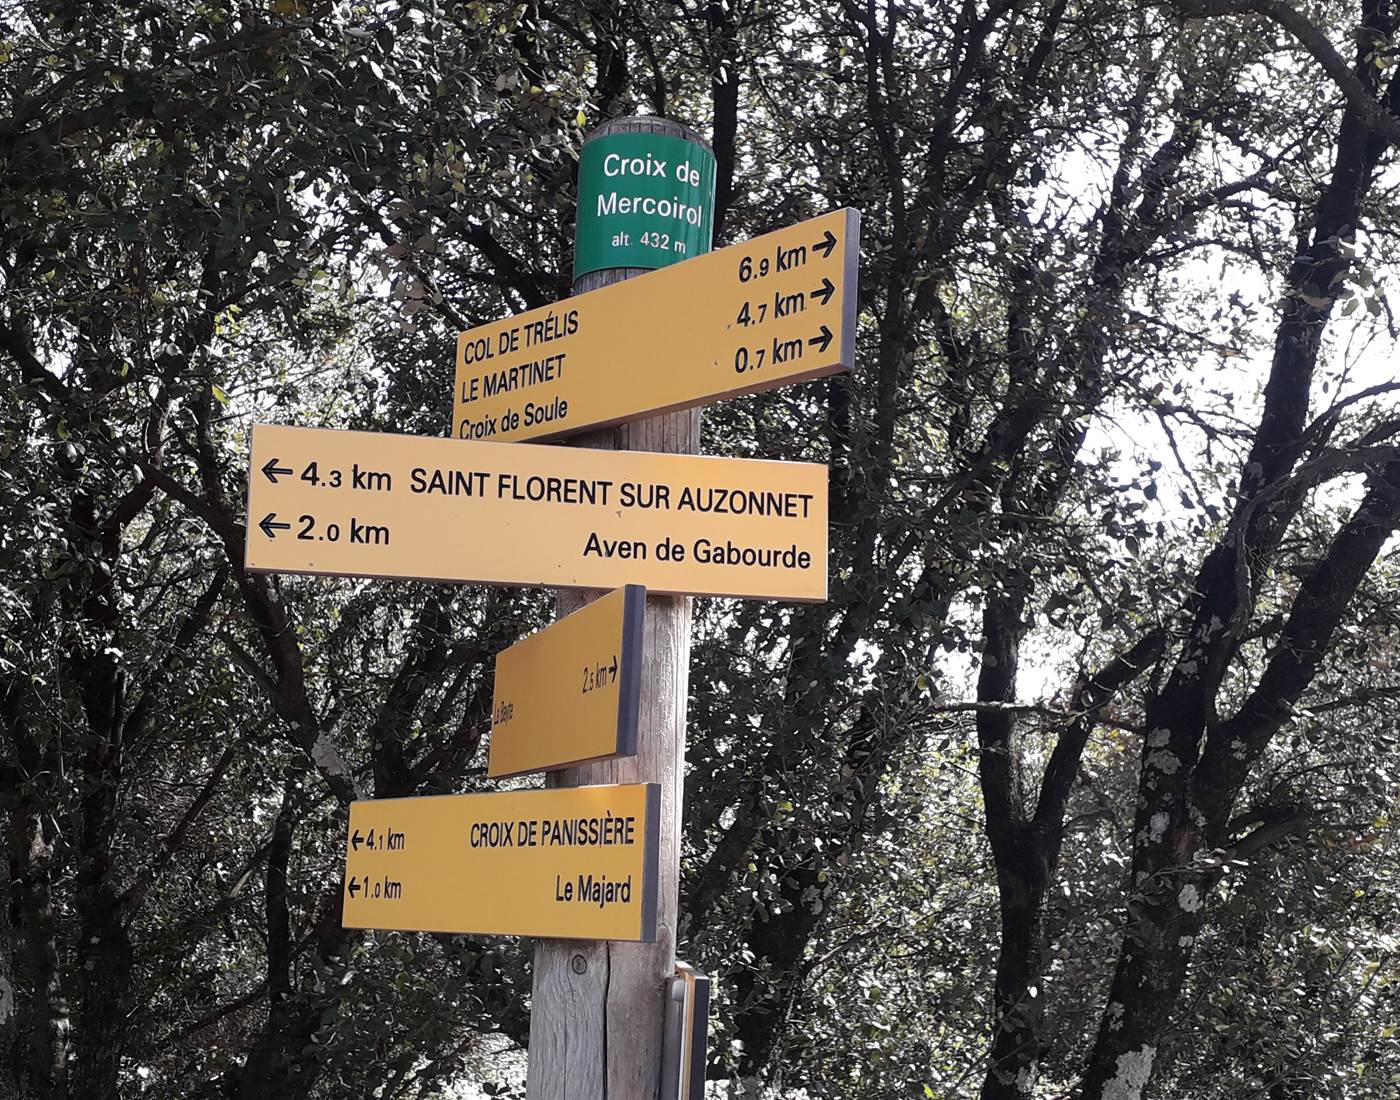 Croix de
Mercoirol
alt. 432 m
COL DE TRÉLIS 6.9 km →
LE MARTINET 4.7 km →
Croix de Soule 0.7 km →
← 4.3 km SAINT FLORENT SUR AUZONNET
← 2.0 km Aven de Gabourde
2.5 km →
← 4.1 km CROIX DE PANISSIÈRE
← 1.0 km Le Majard